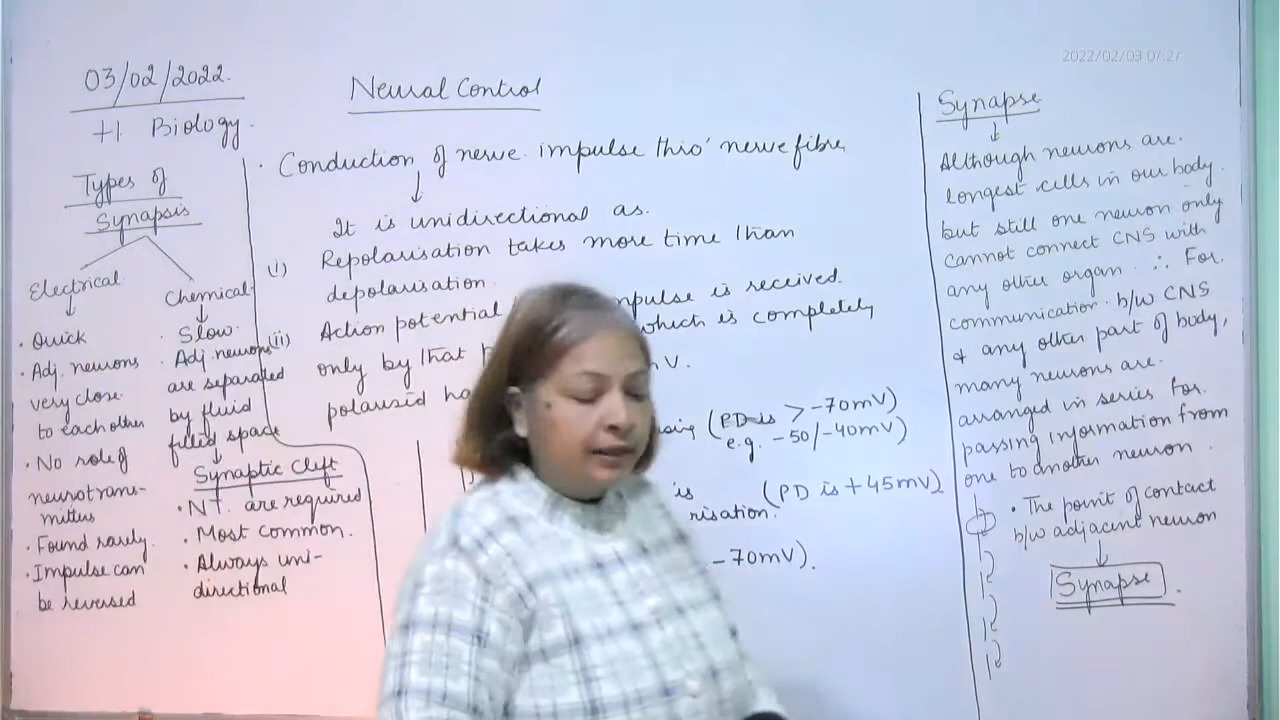 2022/02/03 07:27
03/02/2022.
+1 Biology.
Neural Control
Types of
Synapsis
Electrical
· Quick
· Adj. neurons
very close
to each other
· No role of
neurotrans-
mitters
· Found rarely.
· Impulse can
be reversed
Chemical
· Slow.
· Adj. neurons
are separated
by fluid
filled space
Synaptic Cleft
· NT. are required
· Most common.
· Always uni-
directional
· Conduction of nerve impulse thro' nerve fibre
It is unidirectional as.
(i) Repolarisation takes more time than
depolarisation.
(ii) Action potential mpulse is received.
only by that which is completely
polarised V.
(PD is > -70mV)
e.g. -50/-40mV)
is (PD is +45mV)
risation.
-70mV).
Synapse
Although neurons are.
longest cells in our body.
but still one neuron only
cannot connect CNS with
any other organ. ∴ For.
communication b/w CNS
& any other part of body,
many neurons are.
arranged in series for.
passing information from
one to another neuron.
· The point of contact
b/w adjacent neuron
Synapse.